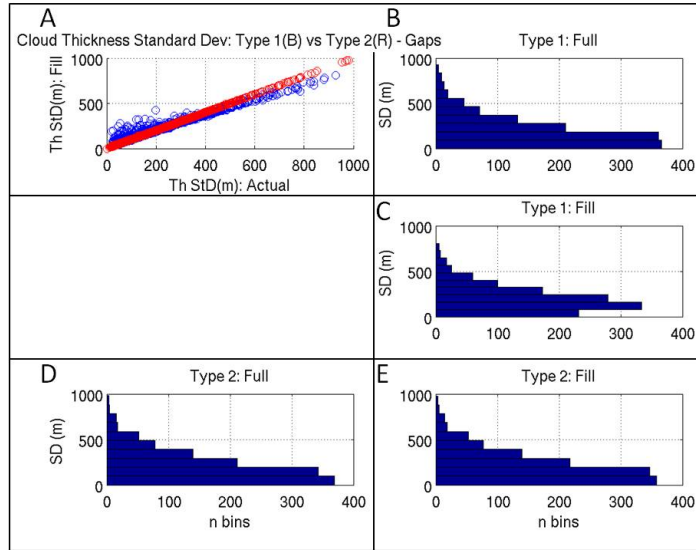 A
B
Cloud Thickness Standard Dev: Type 1(B) vs Type 2(R) - Gaps
Th StD(m): Fill
1000
500
0
0 200 400 600 800 1000
Th StD(m): Actual
Type 1: Full
SD (m)
1000
500
0
0 100 200 300 400
C
Type 1: Fill
SD (m)
1000
500
0
0 100 200 300 400
D
Type 2: Full
SD (m)
1000
500
0
0 100 200 300 400
n bins
E
Type 2: Fill
SD (m)
1000
500
0
0 100 200 300 400
n bins